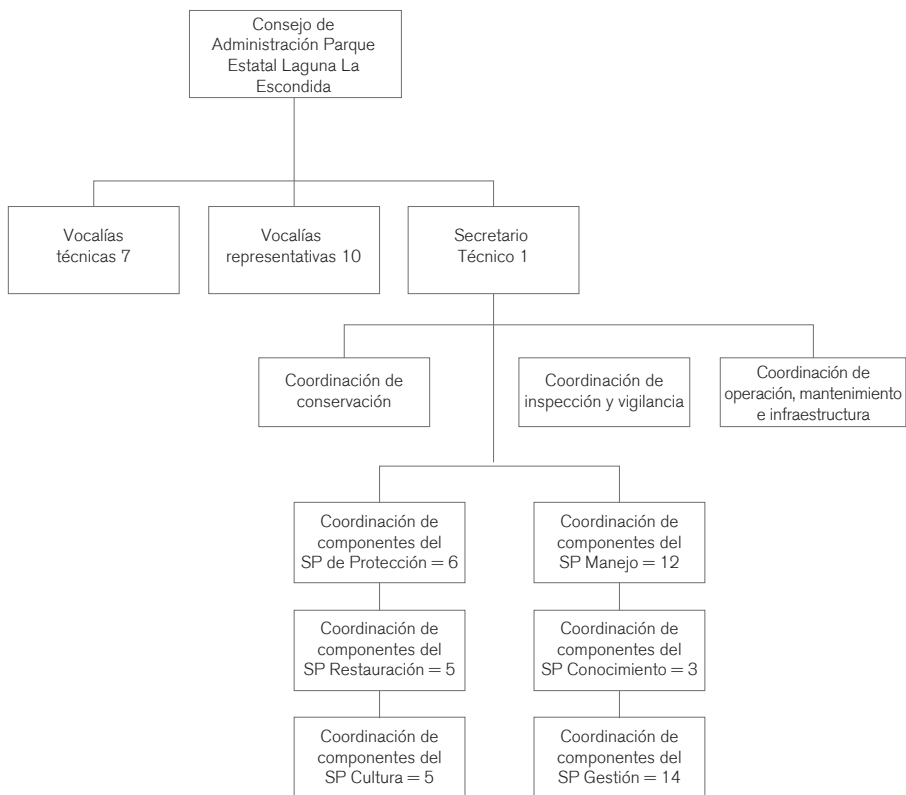 Consejo de
Administración Parque
Estatal Laguna La
Escondida
Vocalías
técnicas 7
Vocalías
representativas 10
Secretario
Técnico 1
Coordinación de
conservación
Coordinación de
inspección y vigilancia
Coordinación de
operación, mantenimiento
e infraestructura
Coordinación de
componentes del
SP de Protección = 6
Coordinación de
componentes del
SP Manejo = 12
Coordinación de
componentes del
SP Restauración = 5
Coordinación de
componentes del
SP Conocimiento = 3
Coordinación de
componentes del
SP Cultura = 5
Coordinación de
componentes del
SP Gestión = 14